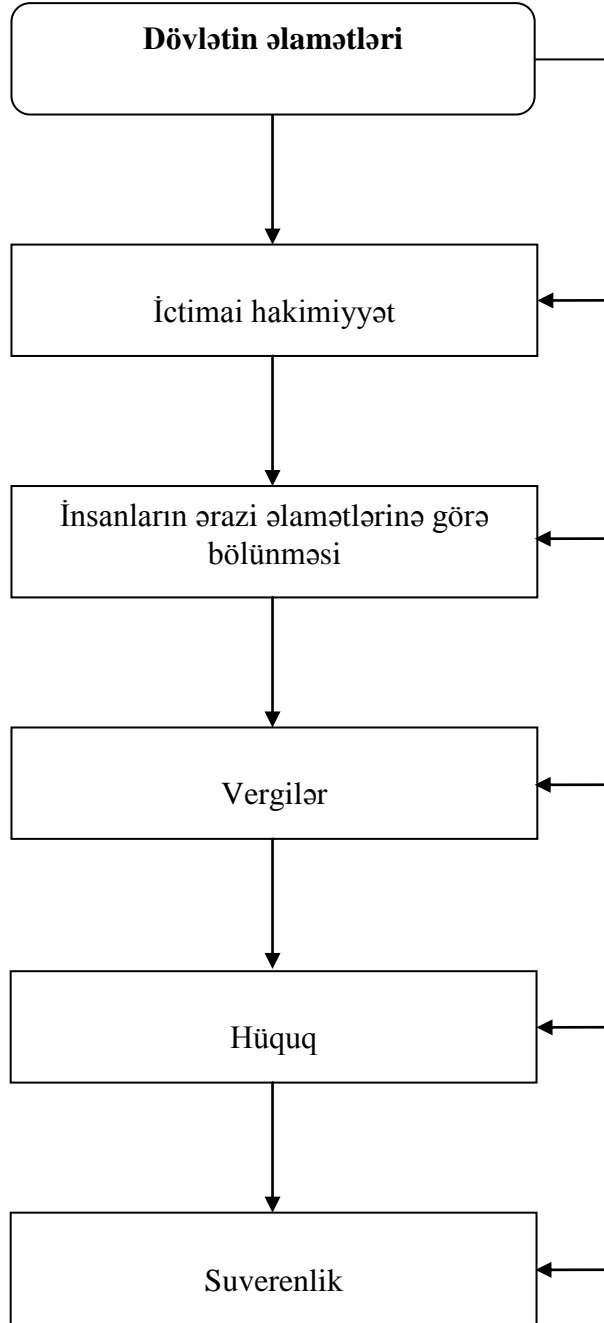 Dövlətin əlamətləri
İctimai hakimiyyət
İnsanların ərazi əlamətlərinə görə
bölünməsi
Vergilər
Hüquq
Suverenlik